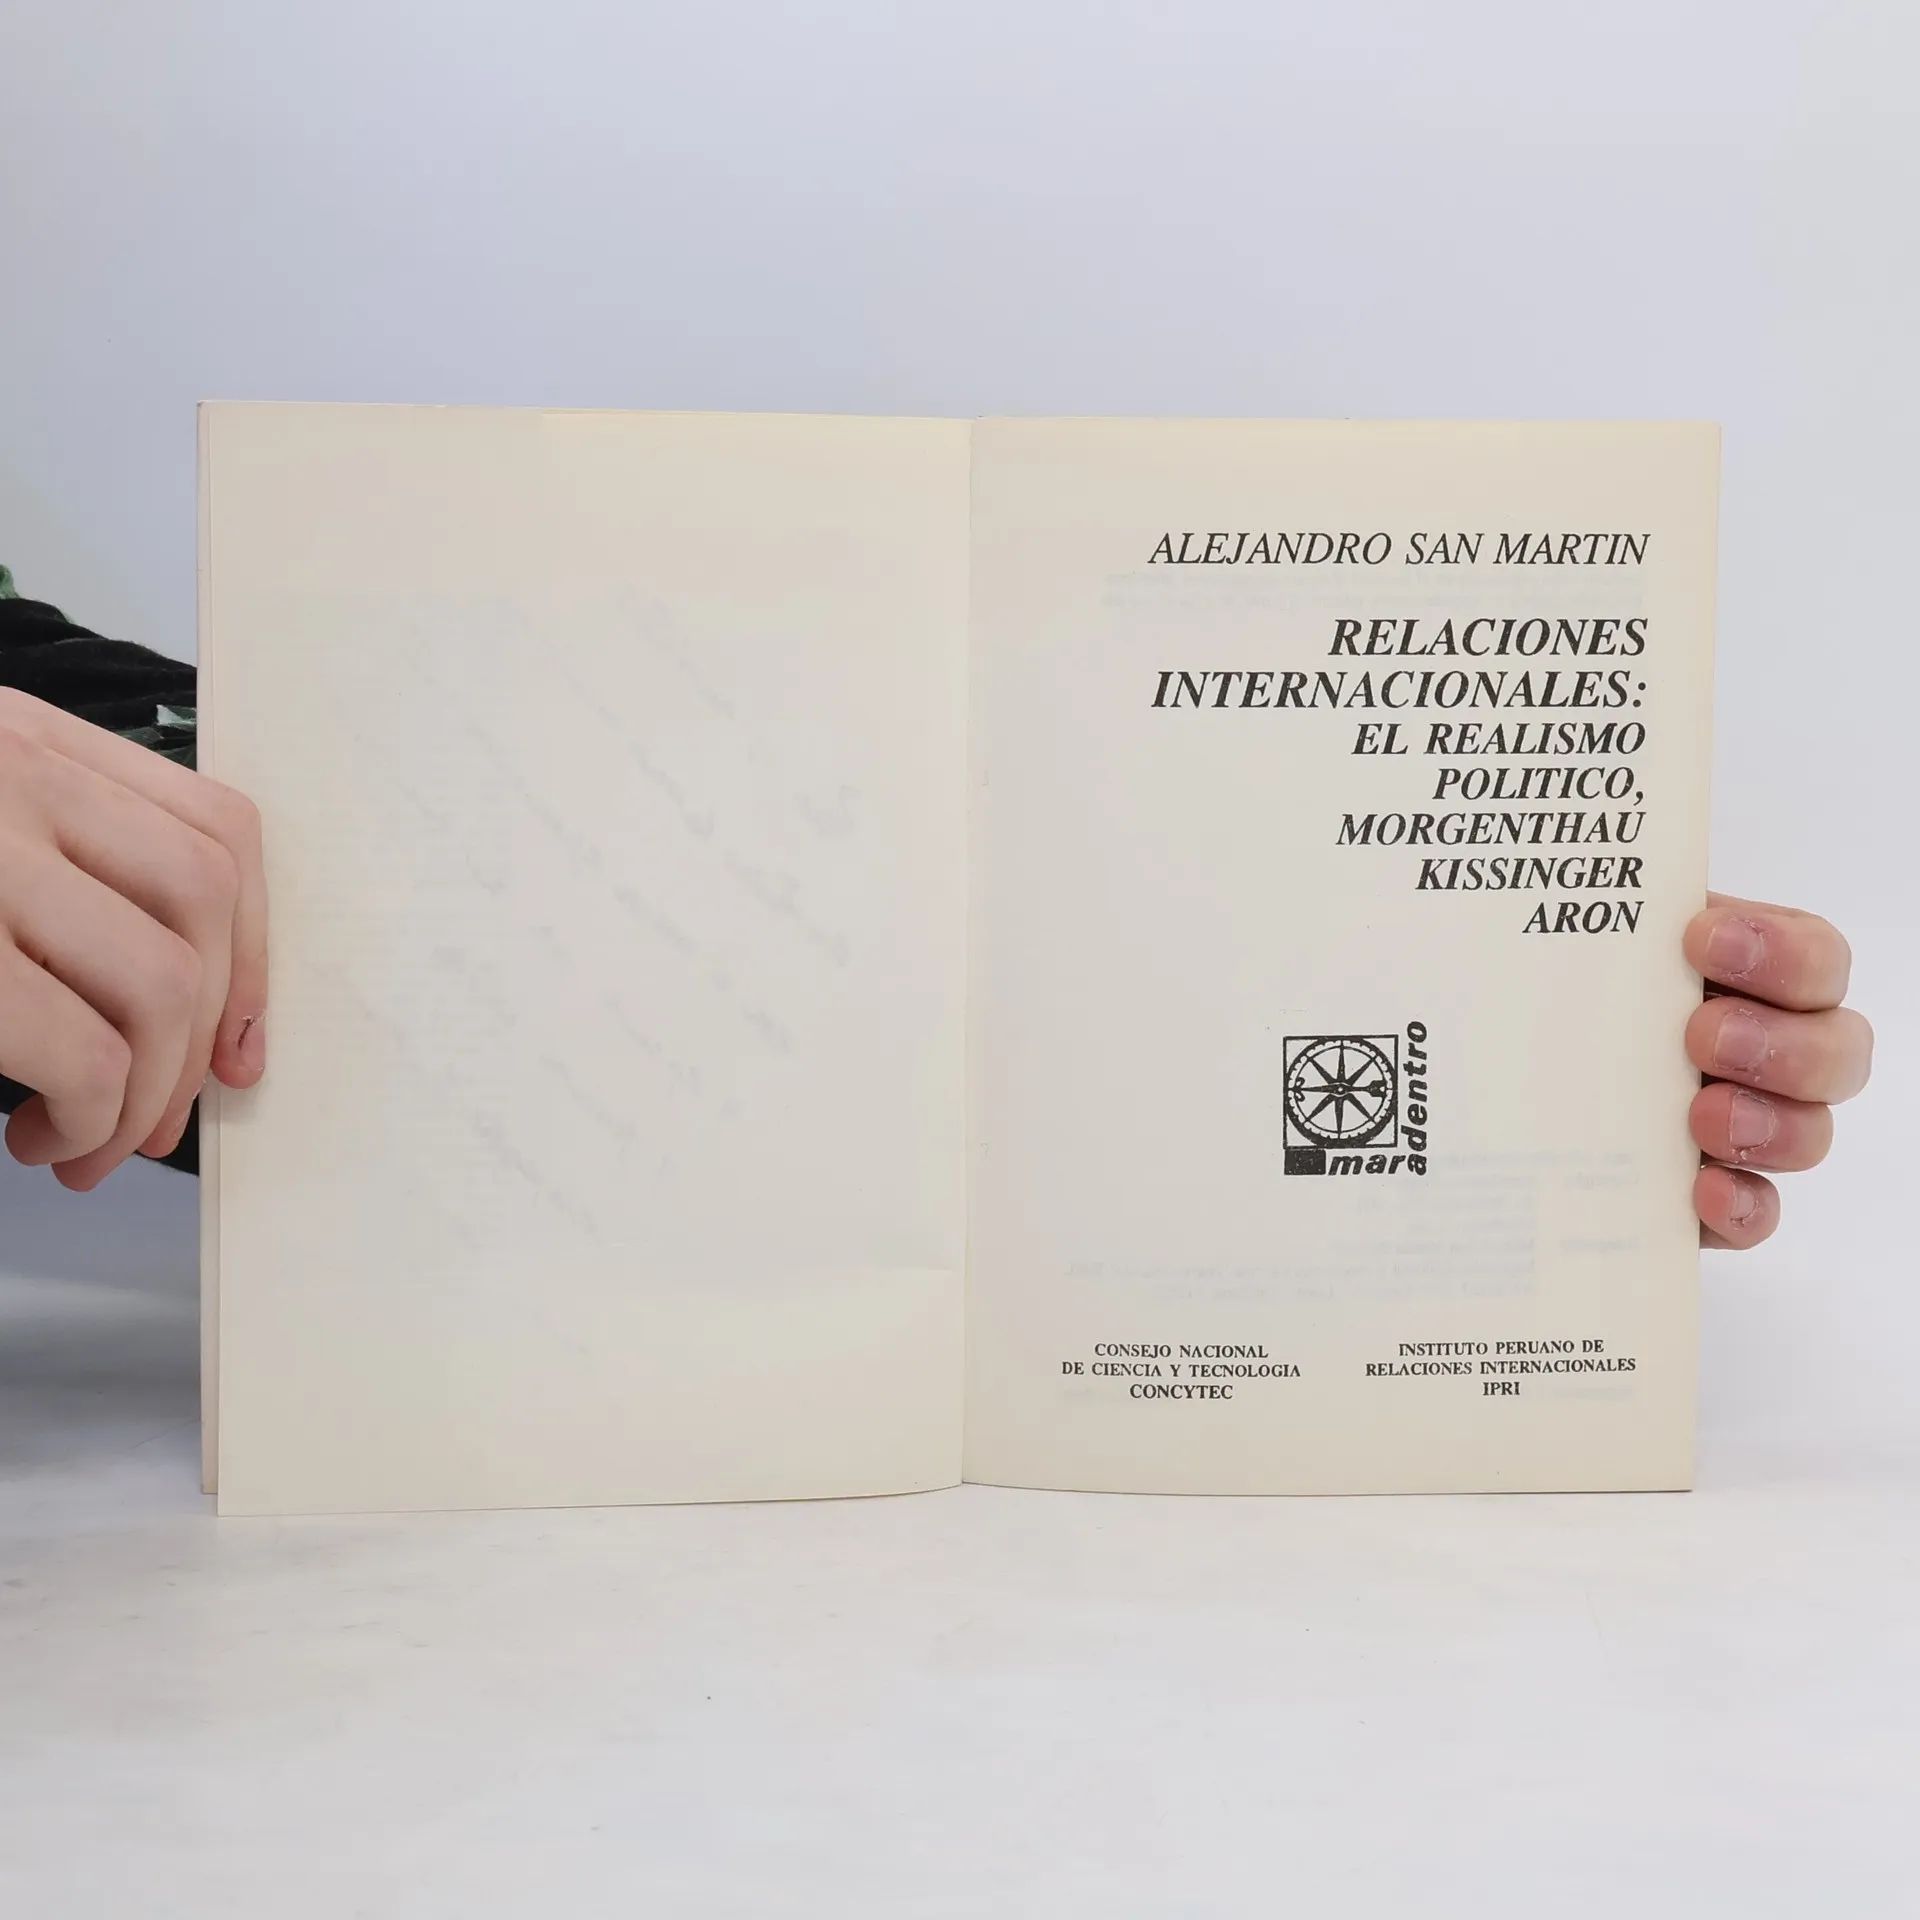 ALEJANDRO SAN MARTIN
RELACIONES
INTERNACIONALES:
EL REALISMO
POLITICO,
MORGENTHAU
KISSINGER
ARON
maradentro
CONSEJO NACIONAL
DE CIENCIA Y TECNOLOGIA
CONCYTEC
INSTITUTO PERUANO DE
RELACIONES INTERNACIONALES
IPRI